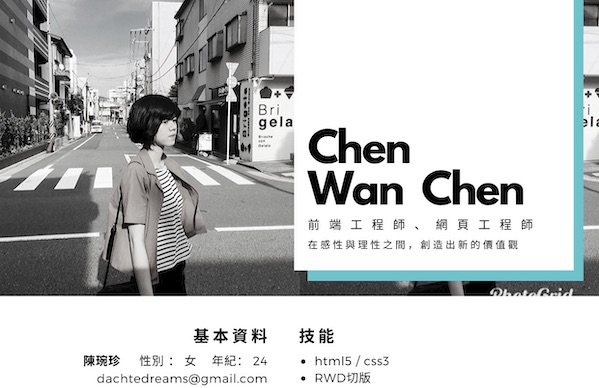 Bri
gela
Chen
Wan Chen
前端工程師、網頁工程師
在感性與理性之間，創造出新的價值觀
PhotoGrid
基本資料
陳琬珍 性別： 女 年紀： 24
dachtedreams@gmail.com
技能
html5 / css3
RWD切版